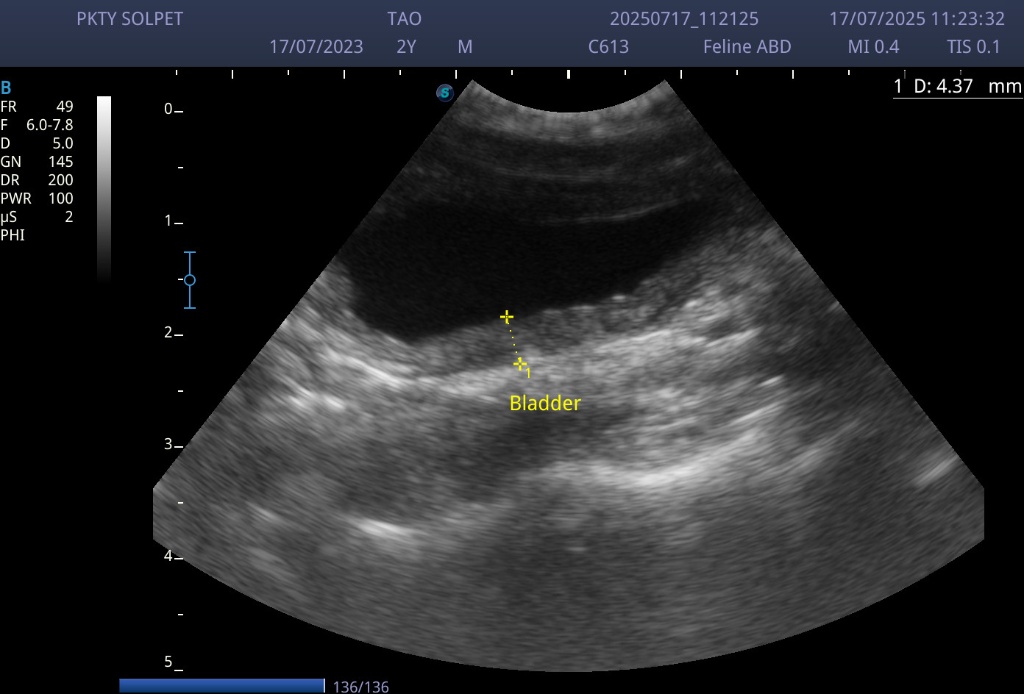 PKTY SOLPET TAO 20250717_112125 17/07/2025 11:23:32
17/07/2023 2Y M C613 Feline ABD MI 0.4 TIS 0.1
B
FR 49
F 6.0-7.8
D 5.0
GN 145
DR 200
PWR 100
µS 2
PHI
S
1 D: 4.37 mm
0
1
2
3
4
5
1
Bladder
136/136